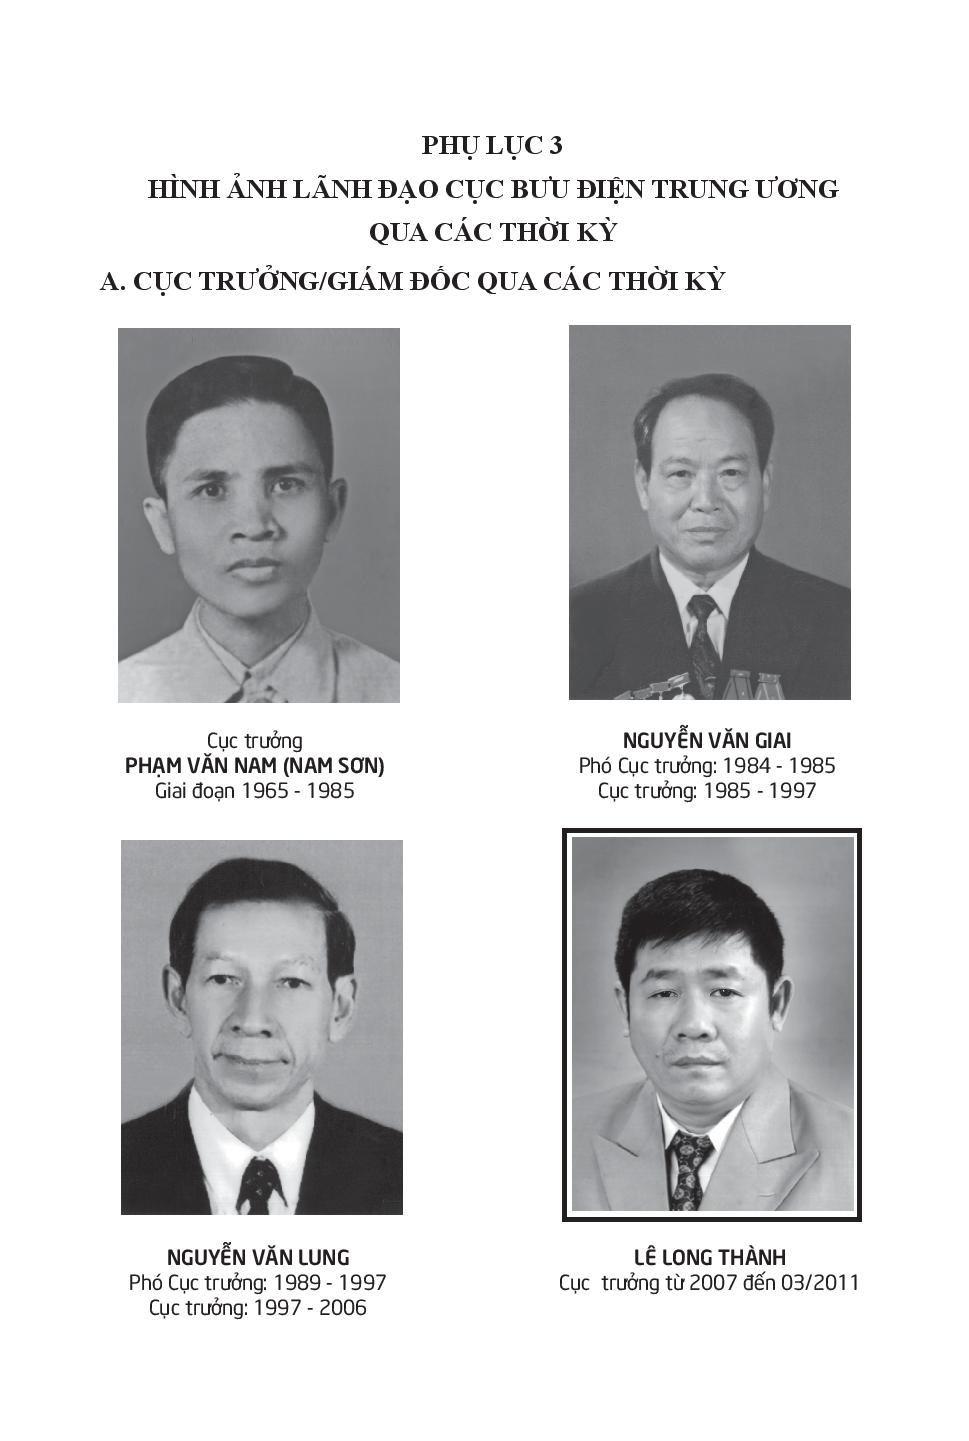 PHỤ LỤC 3
HÌNH ẢNH LÃNH ĐẠO CỤC BƯU ĐIỆN TRUNG ƯƠNG
QUA CÁC THỜI KỲ
A. CỤC TRƯỞNG/GIÁM ĐỐC QUA CÁC THỜI KỲ
Cục trưởng
PHẠM VĂN NAM (NAM SƠN)
Giai đoạn 1965 - 1985
NGUYỄN VĂN GIAI
Phó Cục trưởng: 1984 - 1985
Cục trưởng: 1985 - 1997
NGUYỄN VĂN LUNG
Phó Cục trưởng: 1989 - 1997
Cục trưởng: 1997 - 2006
LÊ LONG THÀNH
Cục trưởng từ 2007 đến 03/2011